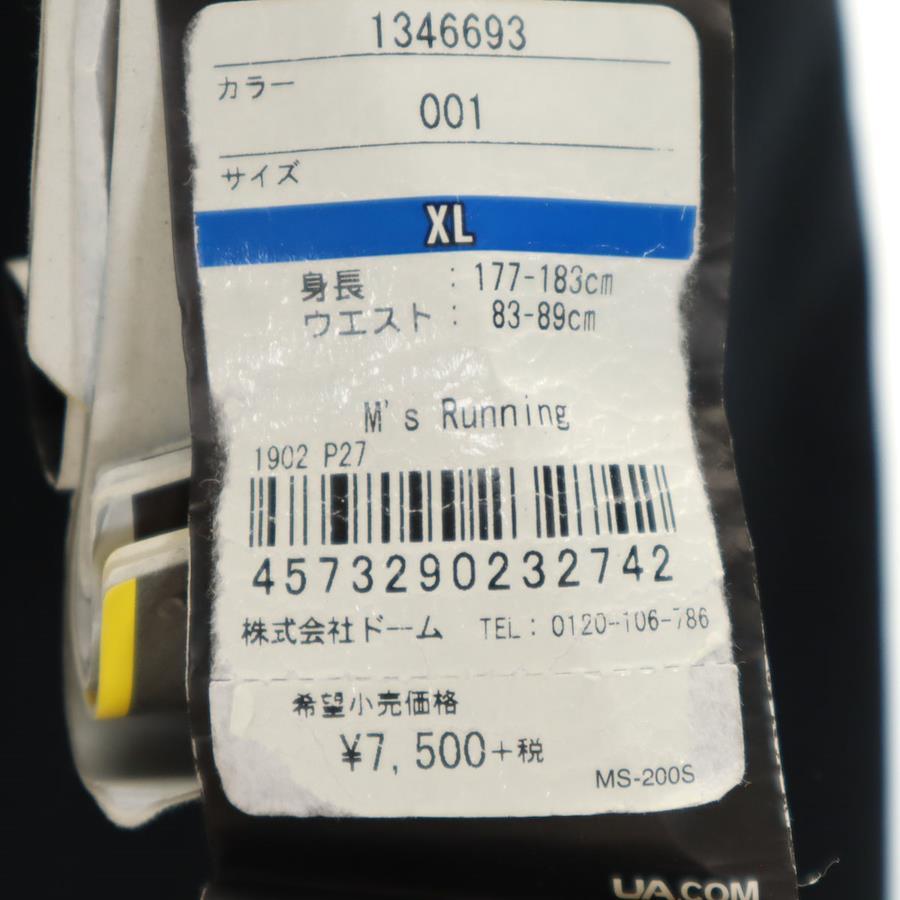 1346693
カラー
001
サイズ
XL
身長 : 177-183cm
ウエスト : 83-89cm
M's Running
1902 P27
4573290232742
株式会社ドーム TEL: 0120-106-786
希望小売価格
¥7,500+税
MS-200S
UA.COM